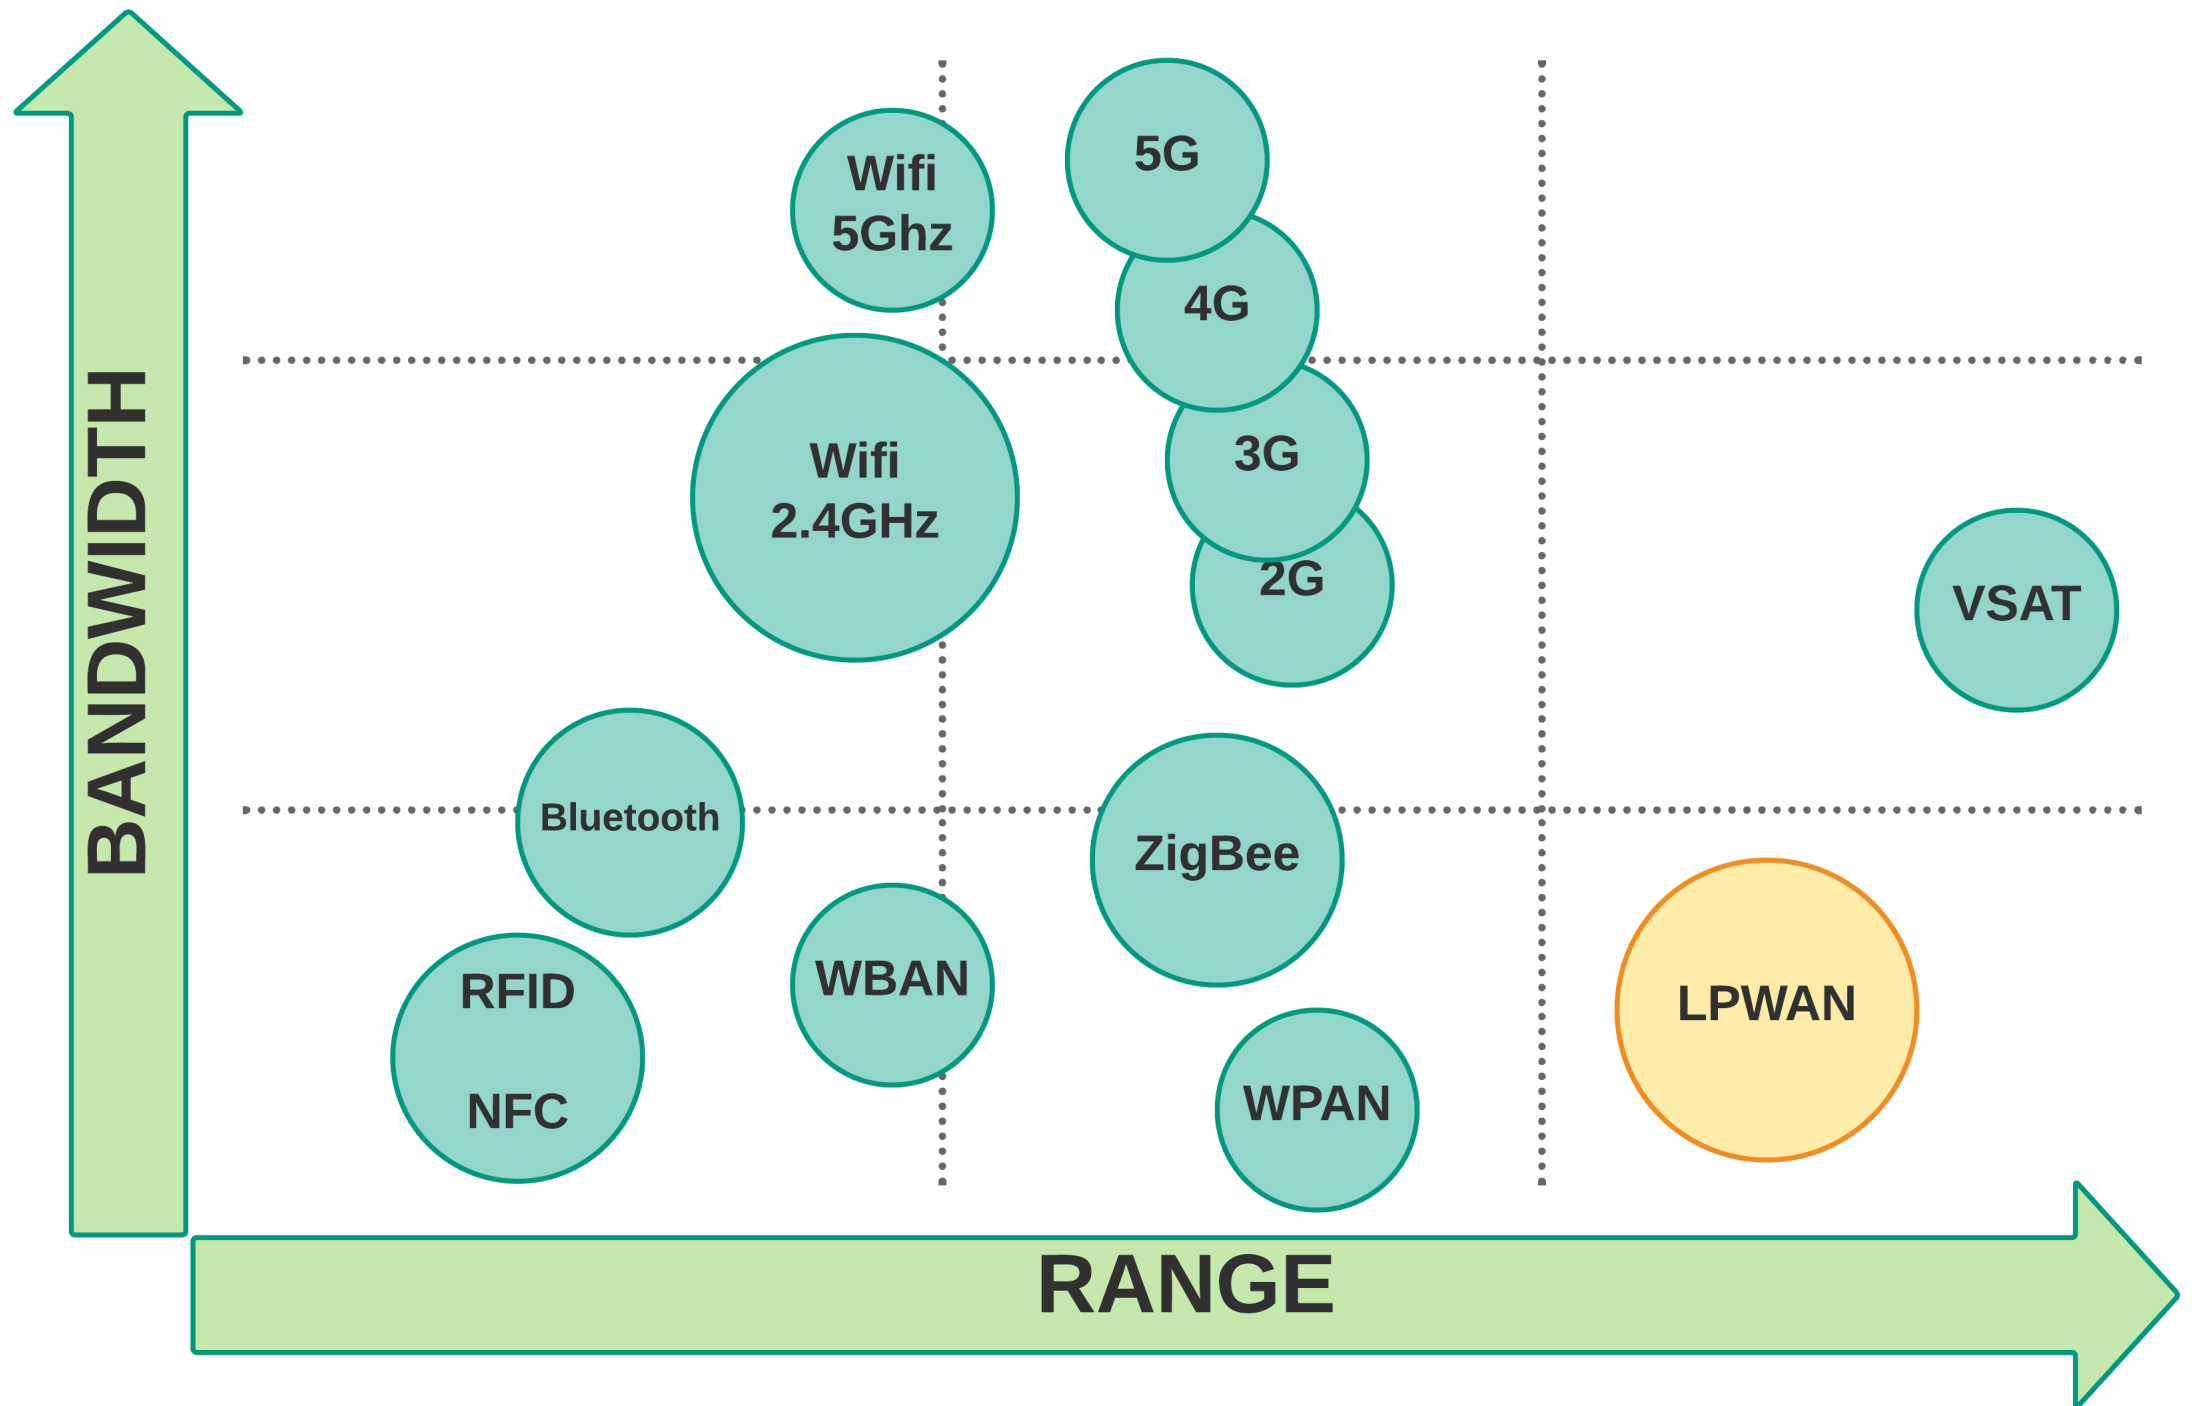 BANDWIDTH
5G
Wifi
5Ghz
4G
Wifi
2.4GHz
3G
2G
VSAT
Bluetooth
ZigBee
RFID
NFC
WBAN
LPWAN
WPAN
RANGE